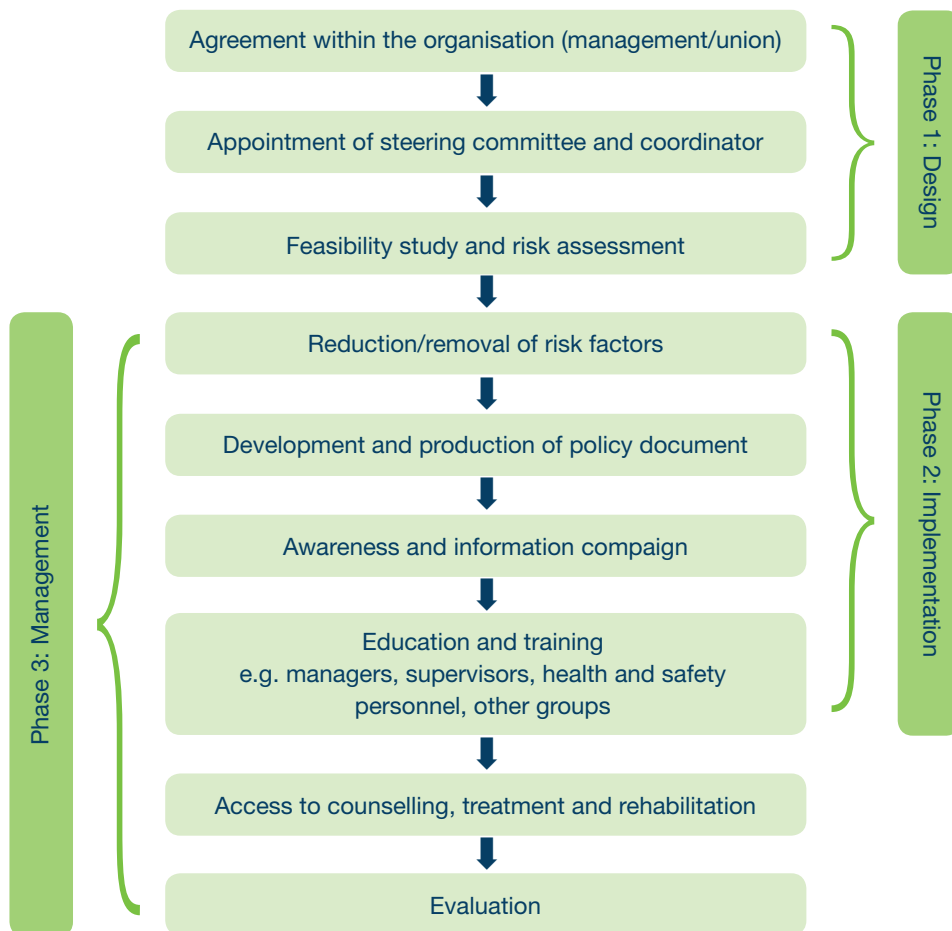 Agreement within the organisation (management/union)
Appointment of steering committee and coordinator
Feasibility study and risk assessment
Phase 1: Design
Reduction/removal of risk factors
Development and production of policy document
Awareness and information compaign
Education and training
e.g. managers, supervisors, health and safety
personnel, other groups
Phase 2: Implementation
Access to counselling, treatment and rehabilitation
Evaluation
Phase 3: Management